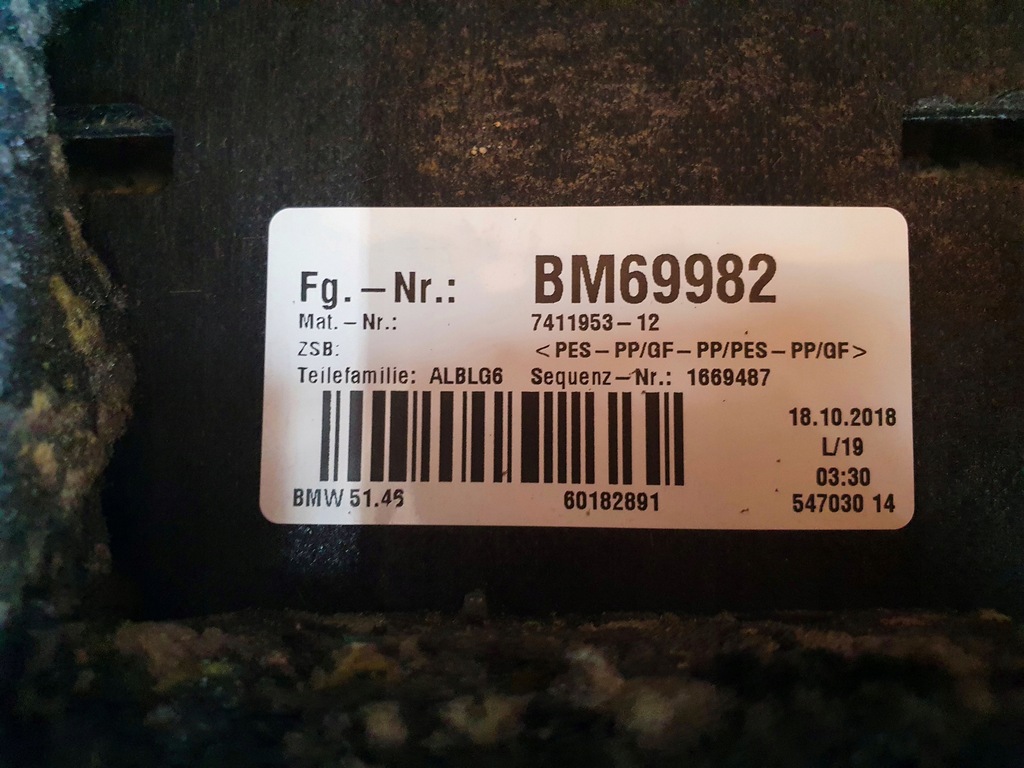 Fg. – Nr.: BM69982
Mat. – Nr.: 7411953 – 12
ZSB: < PES – PP/GF – PP/PES – PP/GF >
Teilefamilie: ALBLG6 Sequenz – Nr.: 1669487
18.10.2018
L/19
03:30
BMW 51.46 60182891 547030 14